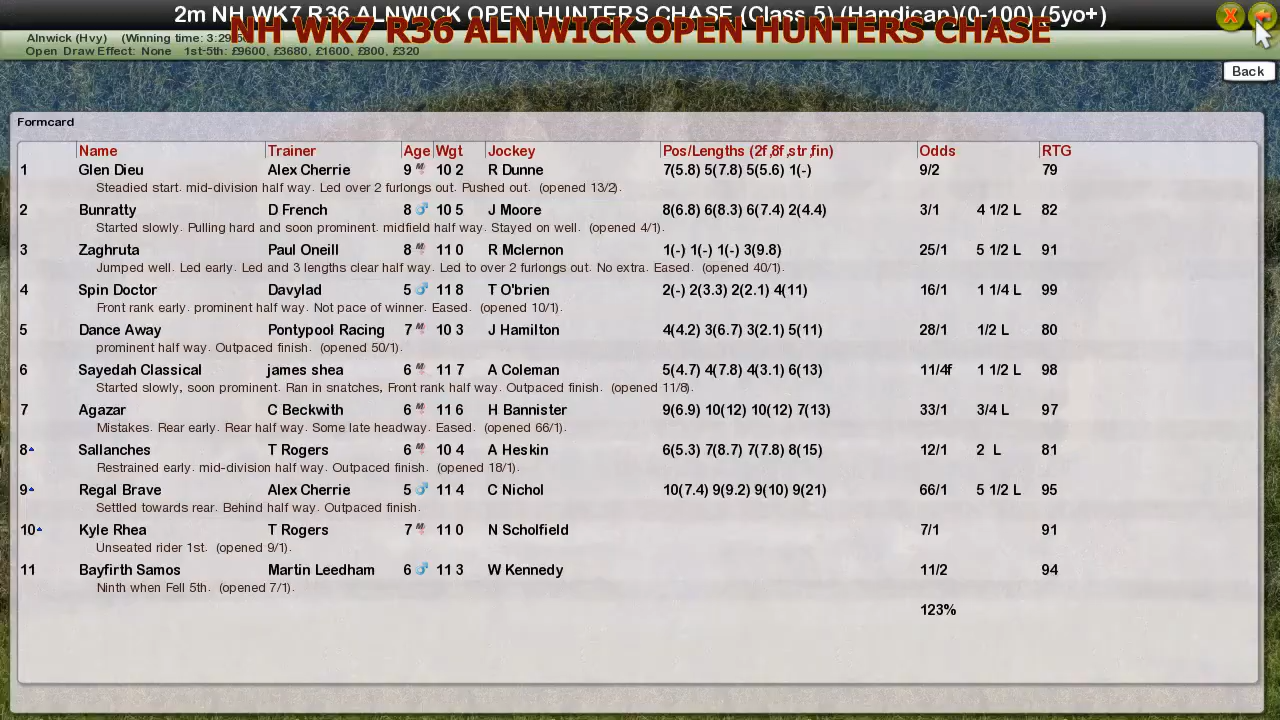 2m NH WK7 R36 ALNWICK OPEN HUNTERS CHASE (Class 5) (Handicap)(0-100) (5yo+)
NH WK7 R36 ALNWICK OPEN HUNTERS CHASE
Alnwick (Hvy) (Winning time: 3:29
Open Draw Effect: None 1st-5th: £9600, £3680, £1600, £800, £320
X
Back
Formcard
Name Trainer Age Wgt Jockey Pos/Lengths (2f,8f,str,fin) Odds RTG
1 Glen Dieu Alex Cherrie 9 M 10 2 R Dunne 7(5.8) 5(7.8) 5(5.6) 1(-) 9/2 79
Steadied start. mid-division half way. Led over 2 furlongs out. Pushed out. (opened 13/2).
2 Bunratty D French 8 10 5 J Moore 8(6.8) 6(8.3) 6(7.4) 2(4.4) 3/1 4 1/2 L 82
Started slowly. Pulling hard and soon prominent. midfield half way. Stayed on well. (opened 4/1).
3 Zaghruta Paul Oneill 8 M 11 0 R Mclernon 1(-) 1(-) 1(-) 3(9.8) 25/1 5 1/2 L 91
Jumped well. Led early. Led and 3 lengths clear half way. Led to over 2 furlongs out. No extra. Eased. (opened 40/1).
4 Spin Doctor Davylad 5 11 8 T O'brien 2(-) 2(3.3) 2(2.1) 4(11) 16/1 1 1/4 L 99
Front rank early. prominent half way. Not pace of winner. Eased. (opened 10/1).
5 Dance Away Pontypool Racing 7 M 10 3 J Hamilton 4(4.2) 3(6.7) 3(2.1) 5(11) 28/1 1/2 L 80
prominent half way. Outpaced finish. (opened 50/1).
6 Sayedah Classical james shea 6 M 11 7 A Coleman 5(4.7) 4(7.8) 4(3.1) 6(13) 11/4f 1 1/2 L 98
Started slowly, soon prominent. Ran in snatches, Front rank half way. Outpaced finish. (opened 11/8).
7 Agazar C Beckwith 6 M 11 6 H Bannister 9(6.9) 10(12) 10(12) 7(13) 33/1 3/4 L 97
Mistakes. Rear early. Rear half way. Some late headway. Eased. (opened 66/1).
8 Sallanches T Rogers 6 M 10 4 A Heskin 6(5.3) 7(8.7) 7(7.8) 8(15) 12/1 2 L 81
Restrained early. mid-division half way. Outpaced finish. (opened 18/1).
9 Regal Brave Alex Cherrie 5 11 4 C Nichol 10(7.4) 9(9.2) 9(10) 9(21) 66/1 5 1/2 L 95
Settled towards rear. Behind half way. Outpaced finish.
10 Kyle Rhea T Rogers 7 M 11 0 N Scholfield 7/1 91
Unseated rider 1st. (opened 9/1).
11 Bayfirth Samos Martin Leedham 6 11 3 W Kennedy 11/2 94
Ninth when Fell 5th. (opened 7/1).
123%